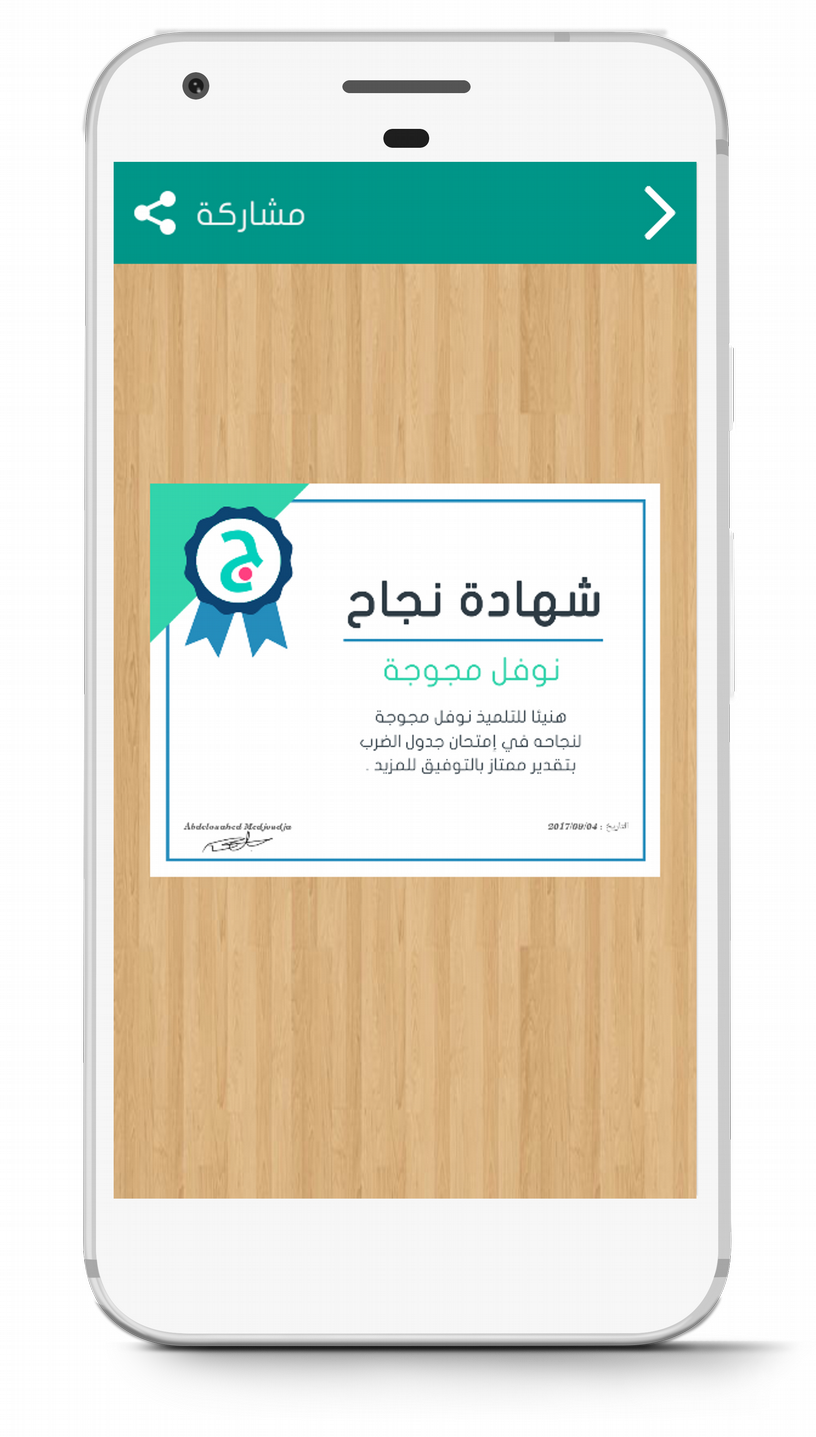 مشاركة
ج
شهادة نجاح
نوفل مجوجة
هنيئا للتلميذ نوفل مجوجة
لنجاحه في إمتحان جدول الضرب
بتقدير ممتاز بالتوفيق للمزيد .
التاريخ : 2017/09/04
Abdelouahed Medjoudja